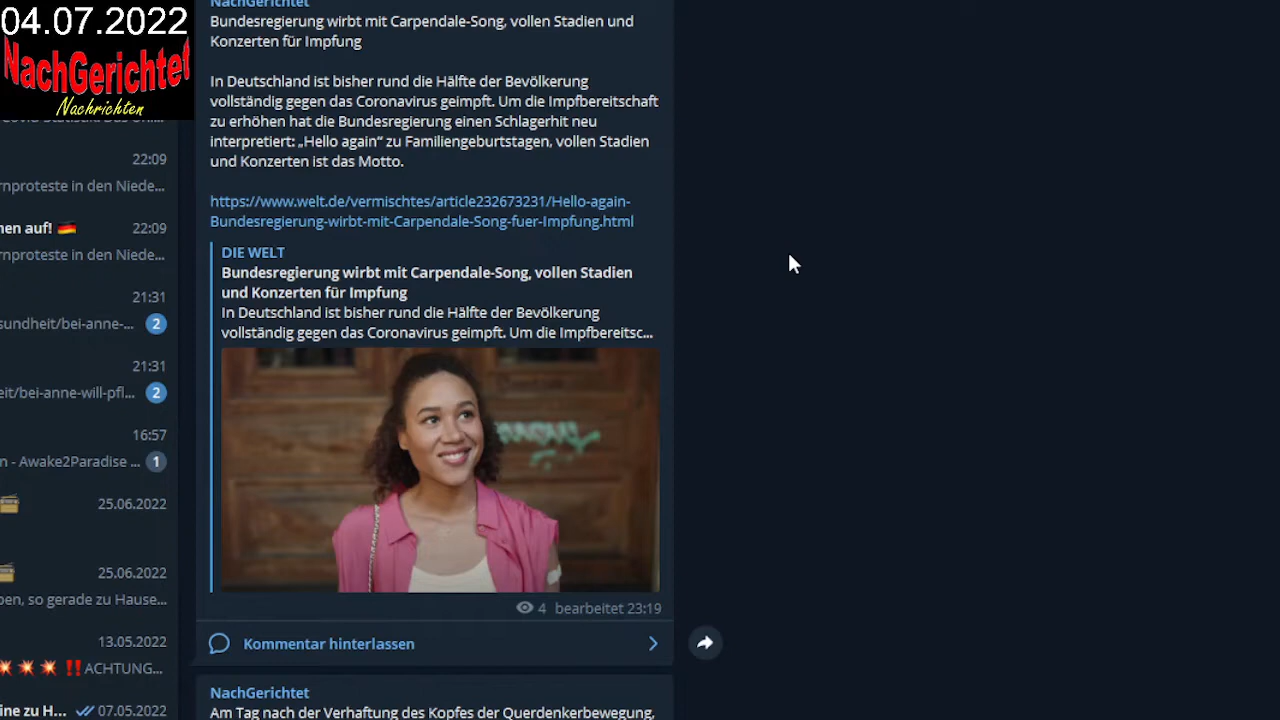 04.07.2022
NachGerichtet
Nachrichten
22:09
rnproteste in den Niede...
nen auf!
22:09
rnproteste in den Niede...
21:31
sundheit/bei-anne-...
2
21:31
eit/bei-anne-will-pfl...
2
16:57
n - Awake2Paradise ...
1
25.06.2022
25.06.2022
ben, so gerade zu Hause...
13.05.2022
ACHTUNG...
ine zu H...
07.05.2022
NachGerichtet
Bundesregierung wirbt mit Carpendale-Song, vollen Stadien und
Konzerten für Impfung
In Deutschland ist bisher rund die Hälfte der Bevölkerung
vollständig gegen das Coronavirus geimpft. Um die Impfbereitschaft
zu erhöhen hat die Bundesregierung einen Schlagerhit neu
interpretiert: „Hello again“ zu Familiengeburtstagen, vollen Stadien
und Konzerten ist das Motto.
https://www.welt.de/vermischtes/article232673231/Hello-again-
Bundesregierung-wirbt-mit-Carpendale-Song-fuer-Impfung.html
DIE WELT
Bundesregierung wirbt mit Carpendale-Song, vollen Stadien
und Konzerten für Impfung
In Deutschland ist bisher rund die Hälfte der Bevölkerung
vollständig gegen das Coronavirus geimpft. Um die Impfbereitsc...
4 bearbeitet 23:19
Kommentar hinterlassen
NachGerichtet
Am Tag nach der Verhaftung des Kopfes der Querdenkerbewegung,